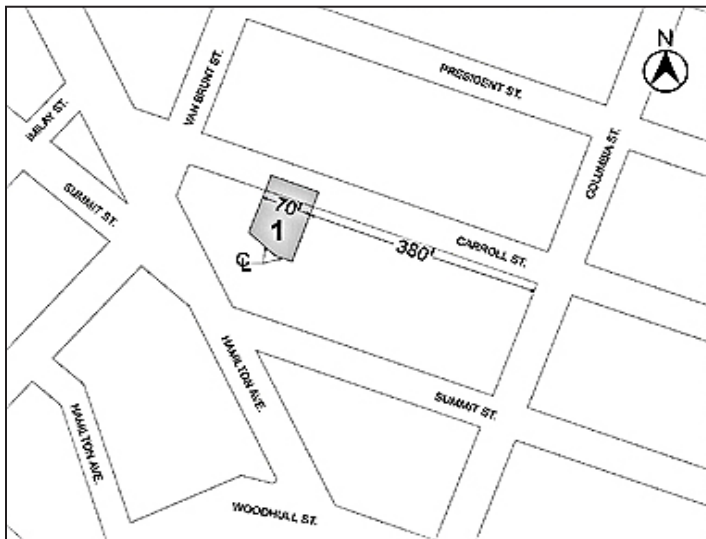 N
PRESIDENT ST.
VAN BRUNT ST.
IMLAY ST.
COLUMBIA ST.
SUMMIT ST.
70'
1
380'
CARROLL ST.
℄
HAMILTON AVE.
SUMMIT ST.
HAMILTON AVE.
WOODHULL ST.